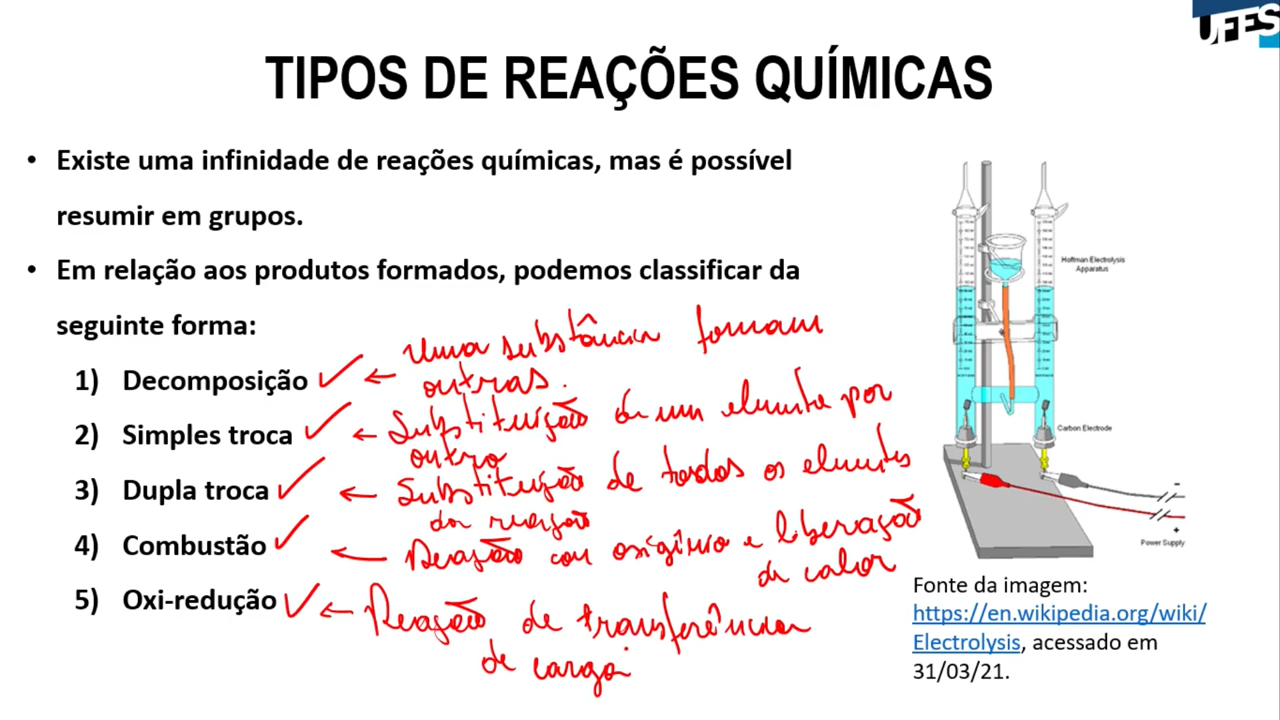 UFES
TIPOS DE REAÇÕES QUÍMICAS
• Existe uma infinidade de reações químicas, mas é possível
resumir em grupos.
• Em relação aos produtos formados, podemos classificar da
seguinte forma:
1) Decomposição
Uma substância formam
outras.
2) Simples troca
Substituição de um elemento por
outro
3) Dupla troca
Substituição de todos os elementos
da reação
4) Combustão
Reação com oxigênio e liberação
de calor
5) Oxi-redução
Reação de transferência
de carga
Hoffman Electrolysis
Apparatus
Carbon Electrode
-
+
Power Supply
Fonte da imagem:
https://en.wikipedia.org/wiki/
Electrolysis, acessado em
31/03/21.